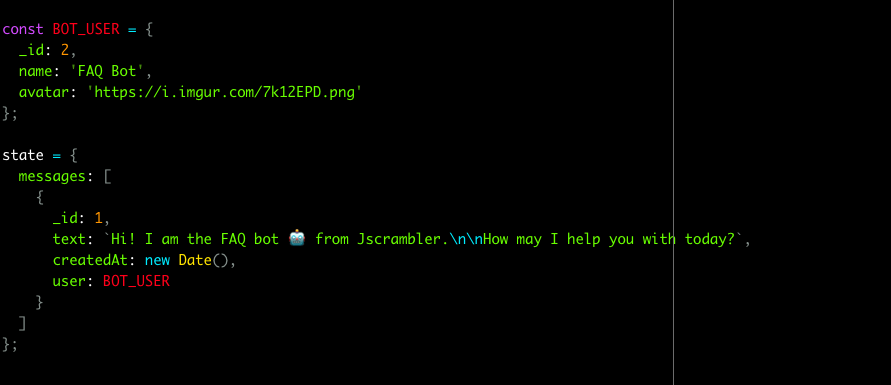 const BOT_USER = {
  _id: 2,
  name: 'FAQ Bot',
  avatar: 'https://i.imgur.com/7k12EPD.png'
};

state = {
  messages: [
    {
      _id: 1,
      text: `Hi! I am the FAQ bot 🤖 from Jscrambler.\n\nHow may I help you with today?`,
      createdAt: new Date(),
      user: BOT_USER
    }
  ]
};